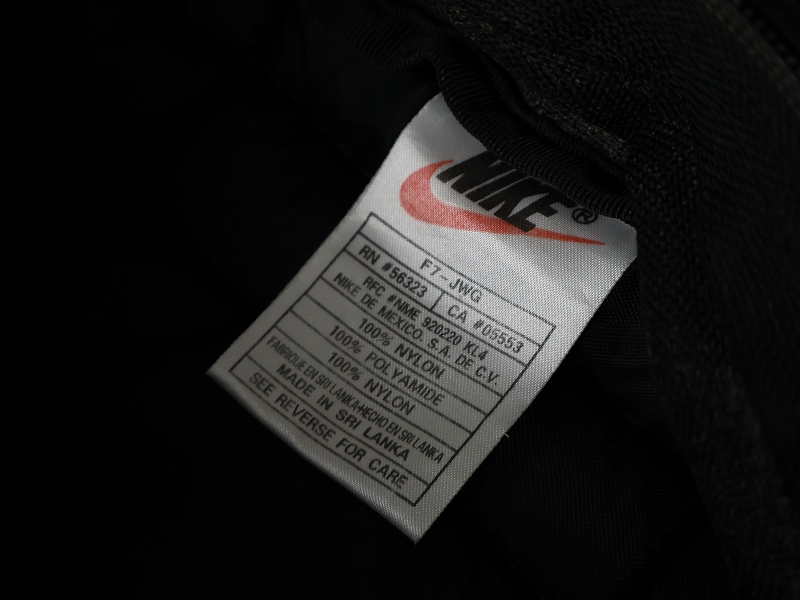 NIKE®
F7-JWG
RN #56323 CA #05553
RFC #NME 920220 KL4
NIKE DE MEXICO. S.A. DE C.V.
100% NYLON
100% POLYAMIDE
100% NYLON
FABRIQUE EN SRI LANKA•HECHO EN SRI LANKA
MADE IN SRI LANKA
SEE REVERSE FOR CARE